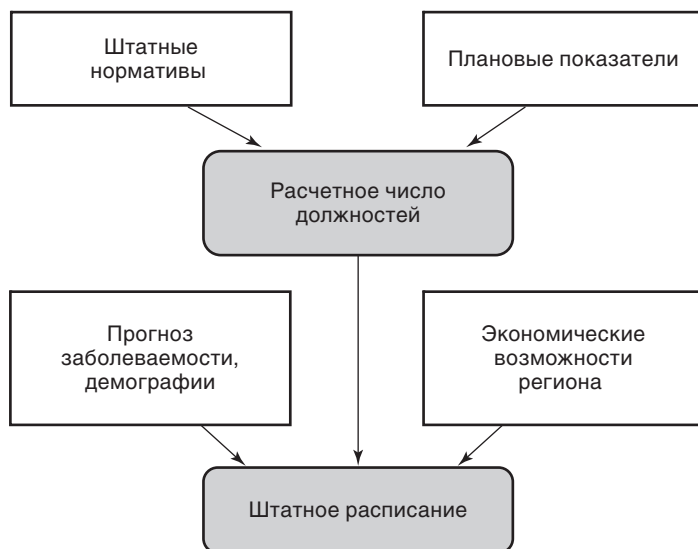 Штатные
нормативы
Плановые показатели
Расчетное число
должностей
Прогноз
заболеваемости,
демографии
Экономические
возможности
региона
Штатное расписание